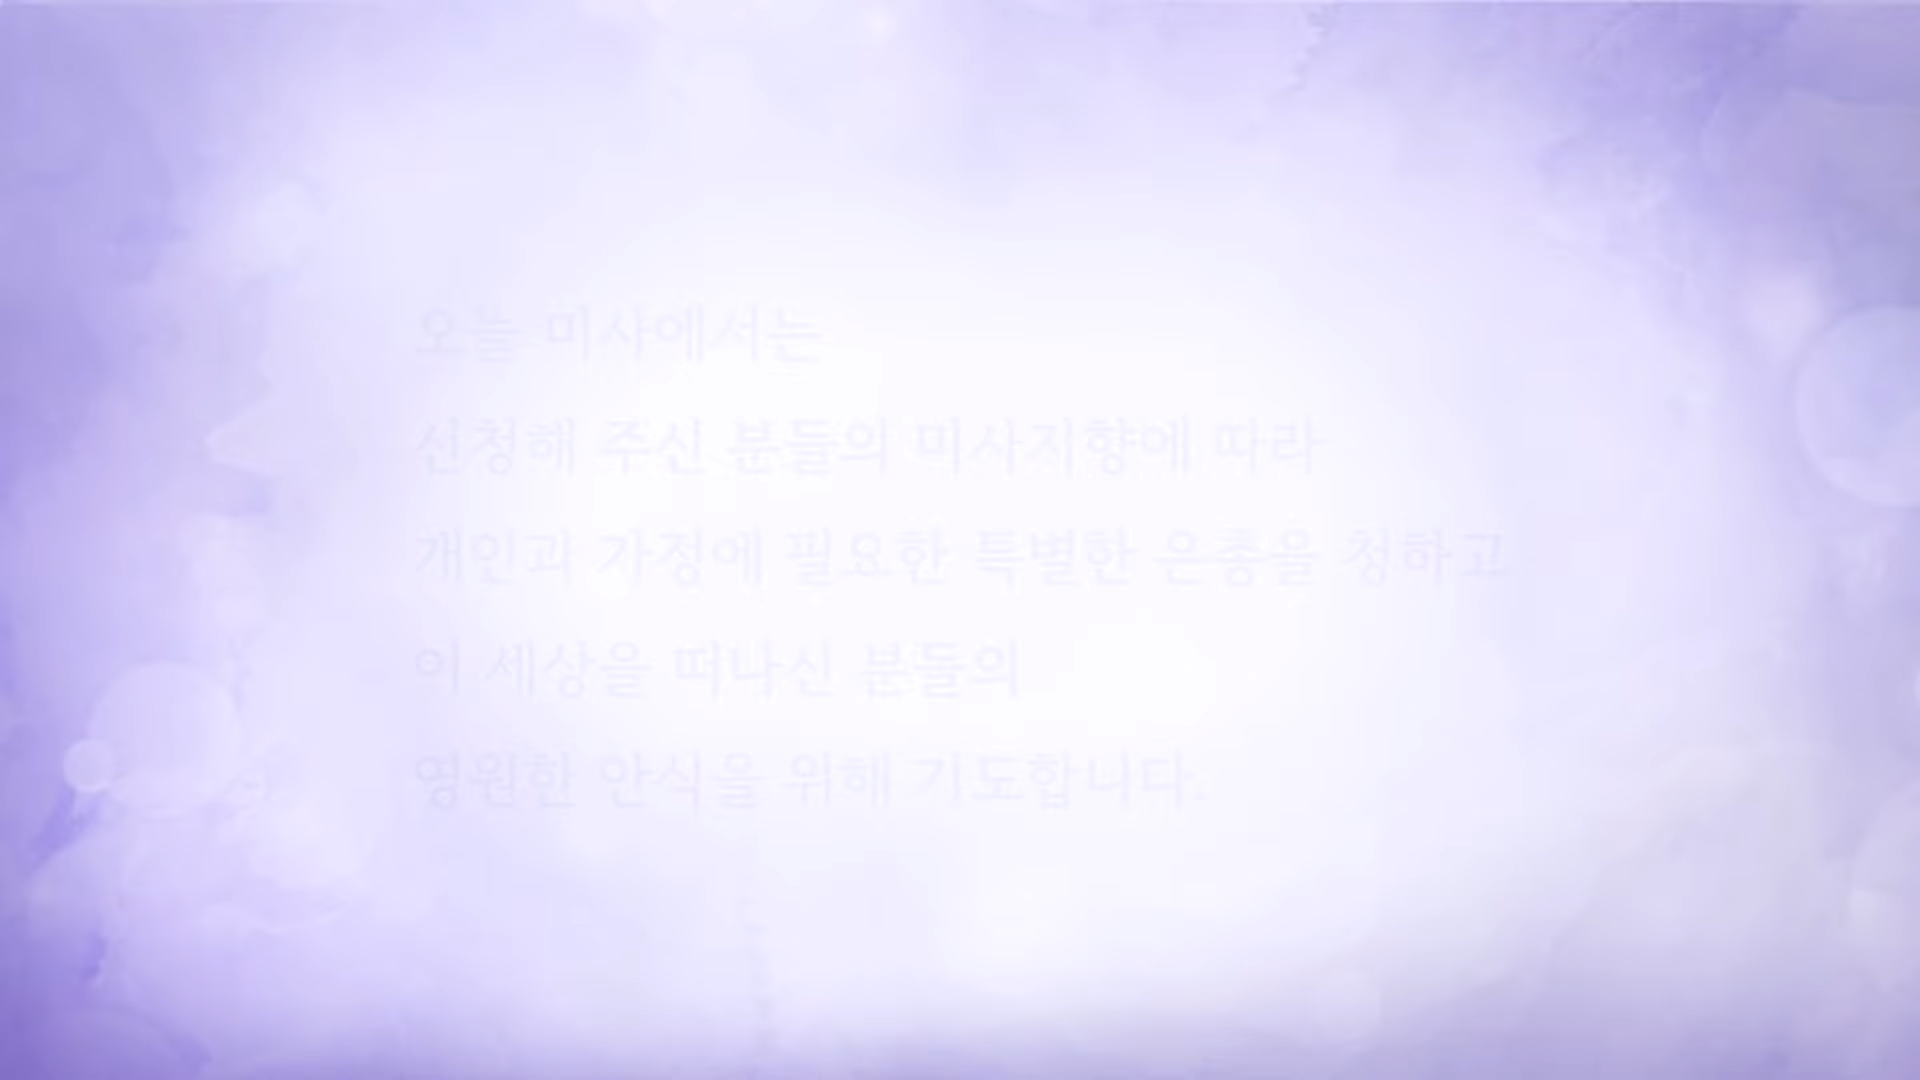 오늘 미사에서는
신청해 주신 분들의 미사지향에 따라
개인과 가정에 필요한 특별한 은총을 청하고
이 세상을 떠나신 분들의
영원한 안식을 위해 기도합니다.